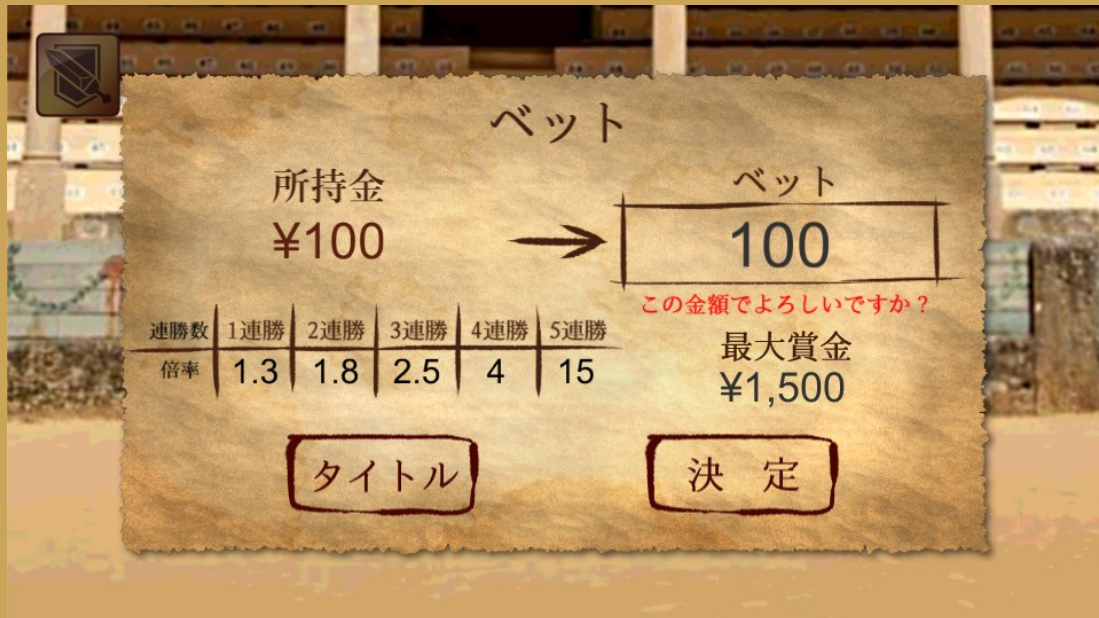 ベット
所持金
¥100
ベット
100
この金額でよろしいですか？
連勝数 1連勝 2連勝 3連勝 4連勝 5連勝
倍率 1.3 1.8 2.5 4 15
最大賞金
¥1,500
タイトル
決 定